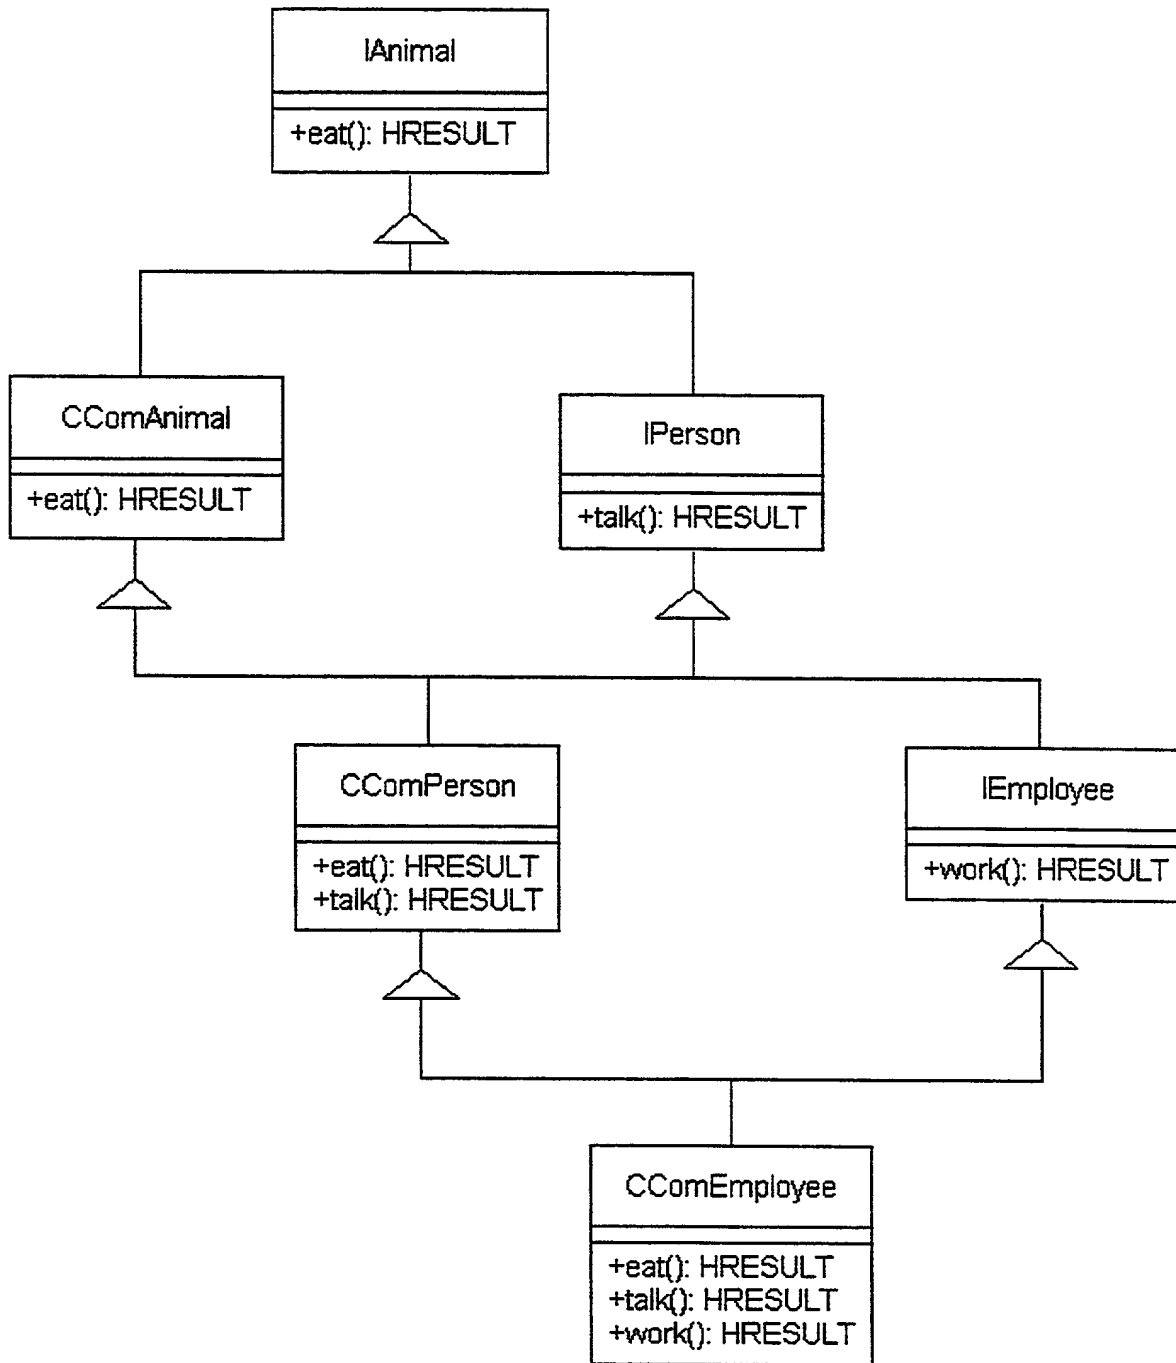 IAnimal
+eat(): HRESULT
CComAnimal
+eat(): HRESULT
IPerson
+talk(): HRESULT
CComPerson
+eat(): HRESULT
+talk(): HRESULT
IEmployee
+work(): HRESULT
CComEmployee
+eat(): HRESULT
+talk(): HRESULT
+work(): HRESULT